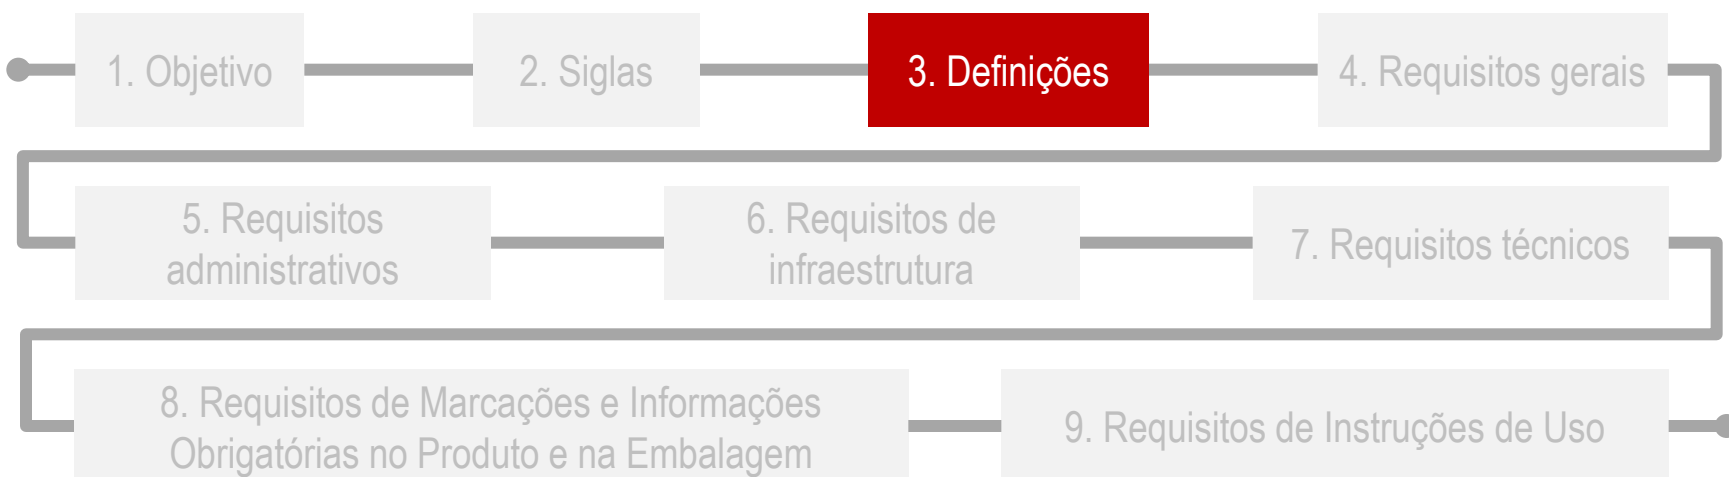 1. Objetivo
2. Siglas
3. Definições
4. Requisitos gerais
5. Requisitos
administrativos
6. Requisitos de
infraestrutura
7. Requisitos técnicos
8. Requisitos de Marcações e Informações
Obrigatórias no Produto e na Embalagem
9. Requisitos de Instruções de Uso